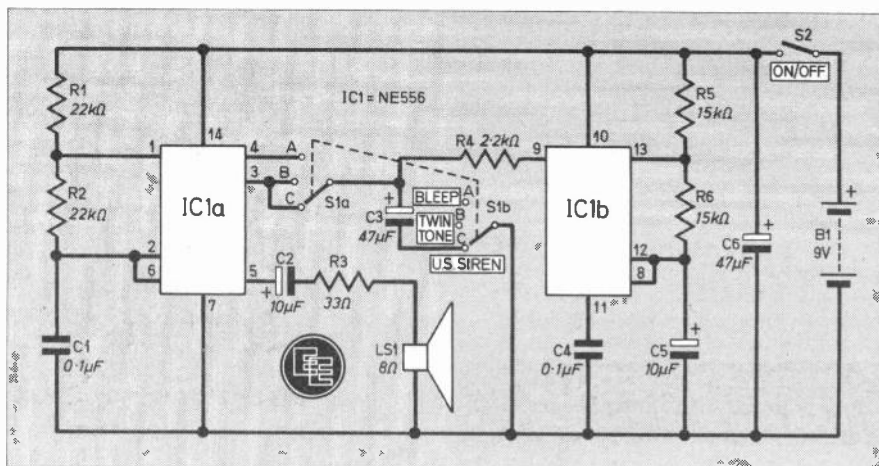 S2
ON/OFF
R1
22kΩ
IC1 = NE556
R5
15kΩ
1
14
4
A
3
B
C
S1a
R4 2·2kΩ
9
10
13
R2
22kΩ
IC1a
+
C3
47µF
BLEEP
A
TWIN TONE
B
C
S1b
U.S. SIREN
IC1b
R6
15kΩ
+
C6
47µF
+
B1
9V
2
6
5
7
+
C2
10µF
R3
33Ω
12
8
11
C1
0·1µF
EE
LS1
8Ω
C4
0·1µF
+
C5
10µF